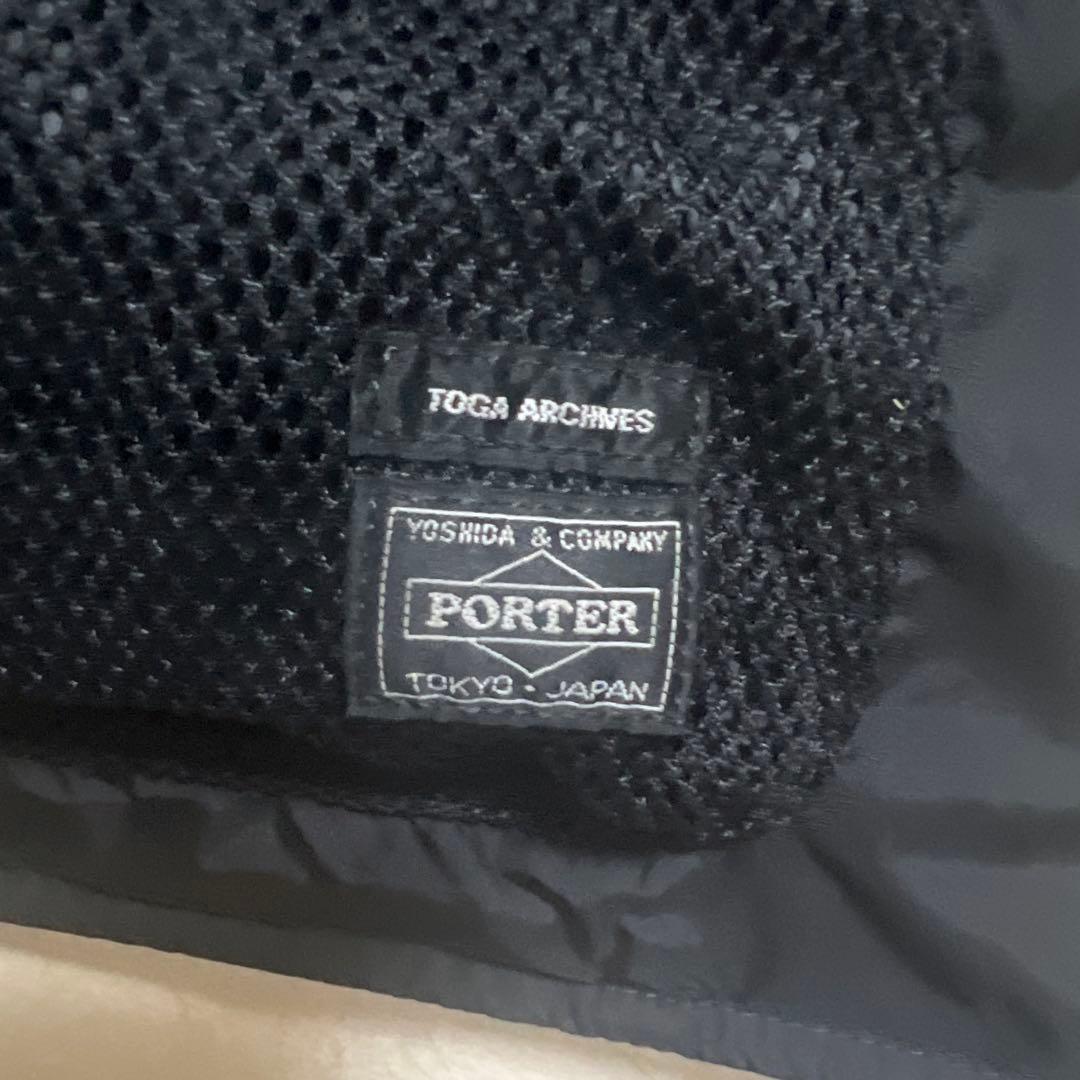 TOGA ARCHIVES
YOSHIDA & COMPANY
PORTER
TOKYO · JAPAN